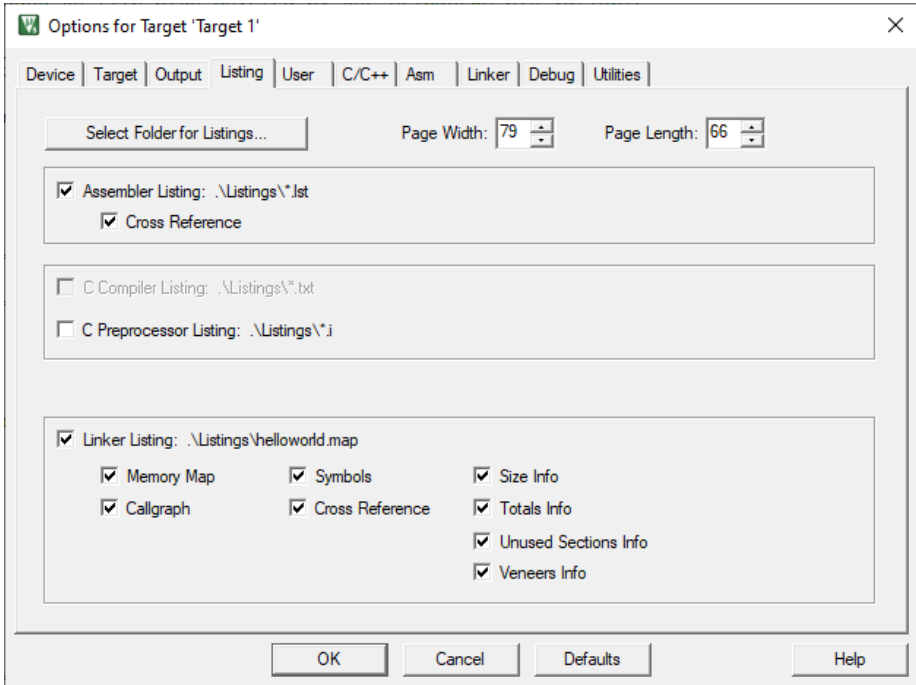 Options for Target 'Target 1'
Device Target Output Listing User C/C++ Asm Linker Debug Utilities
Select Folder for Listings... Page Width: 79 Page Length: 66
Assembler Listing: .\Listings\*.lst
Cross Reference
C Compiler Listing: .\Listings\*.txt
C Preprocessor Listing: .\Listings\*.i
Linker Listing: .\Listings\helloworld.map
Memory Map Symbols Size Info
Callgraph Cross Reference Totals Info
Unused Sections Info
Veneers Info
OK Cancel Defaults Help